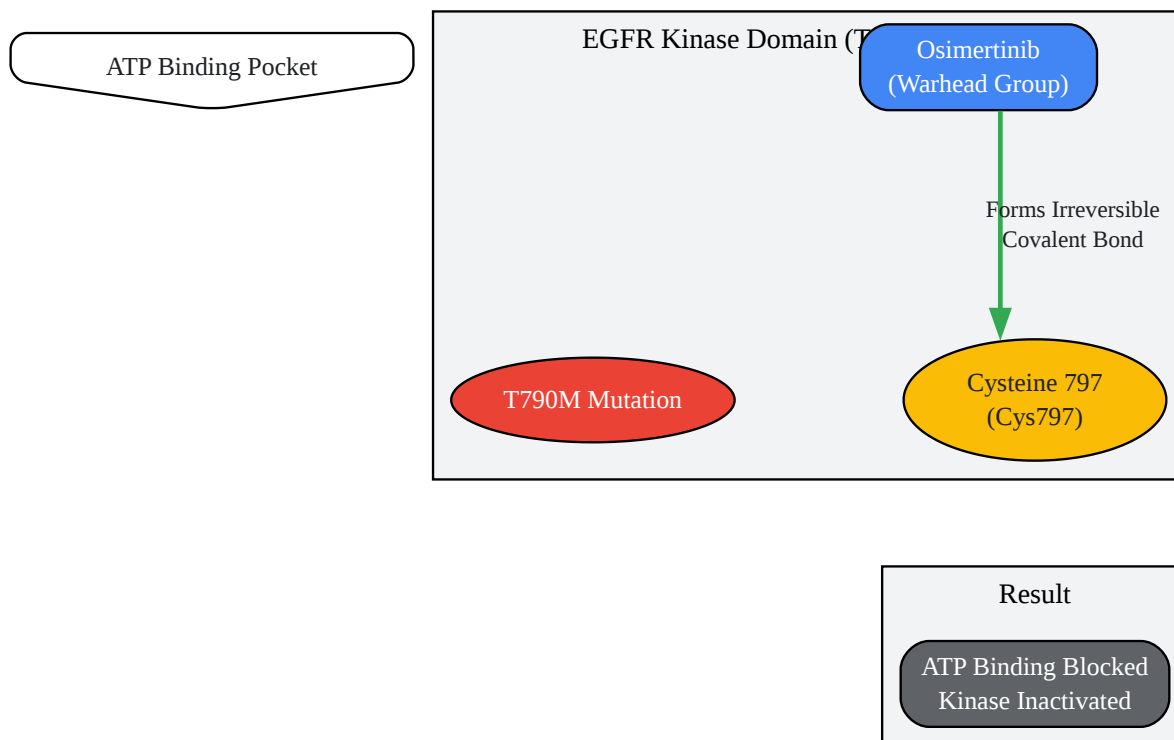 ATP Binding Pocket
EGFR Kinase Domain (T
Osimertinib
(Warhead Group)
Forms Irreversible
Covalent Bond
T790M Mutation
Cysteine 797
(Cys797)
Result
ATP Binding Blocked
Kinase Inactivated